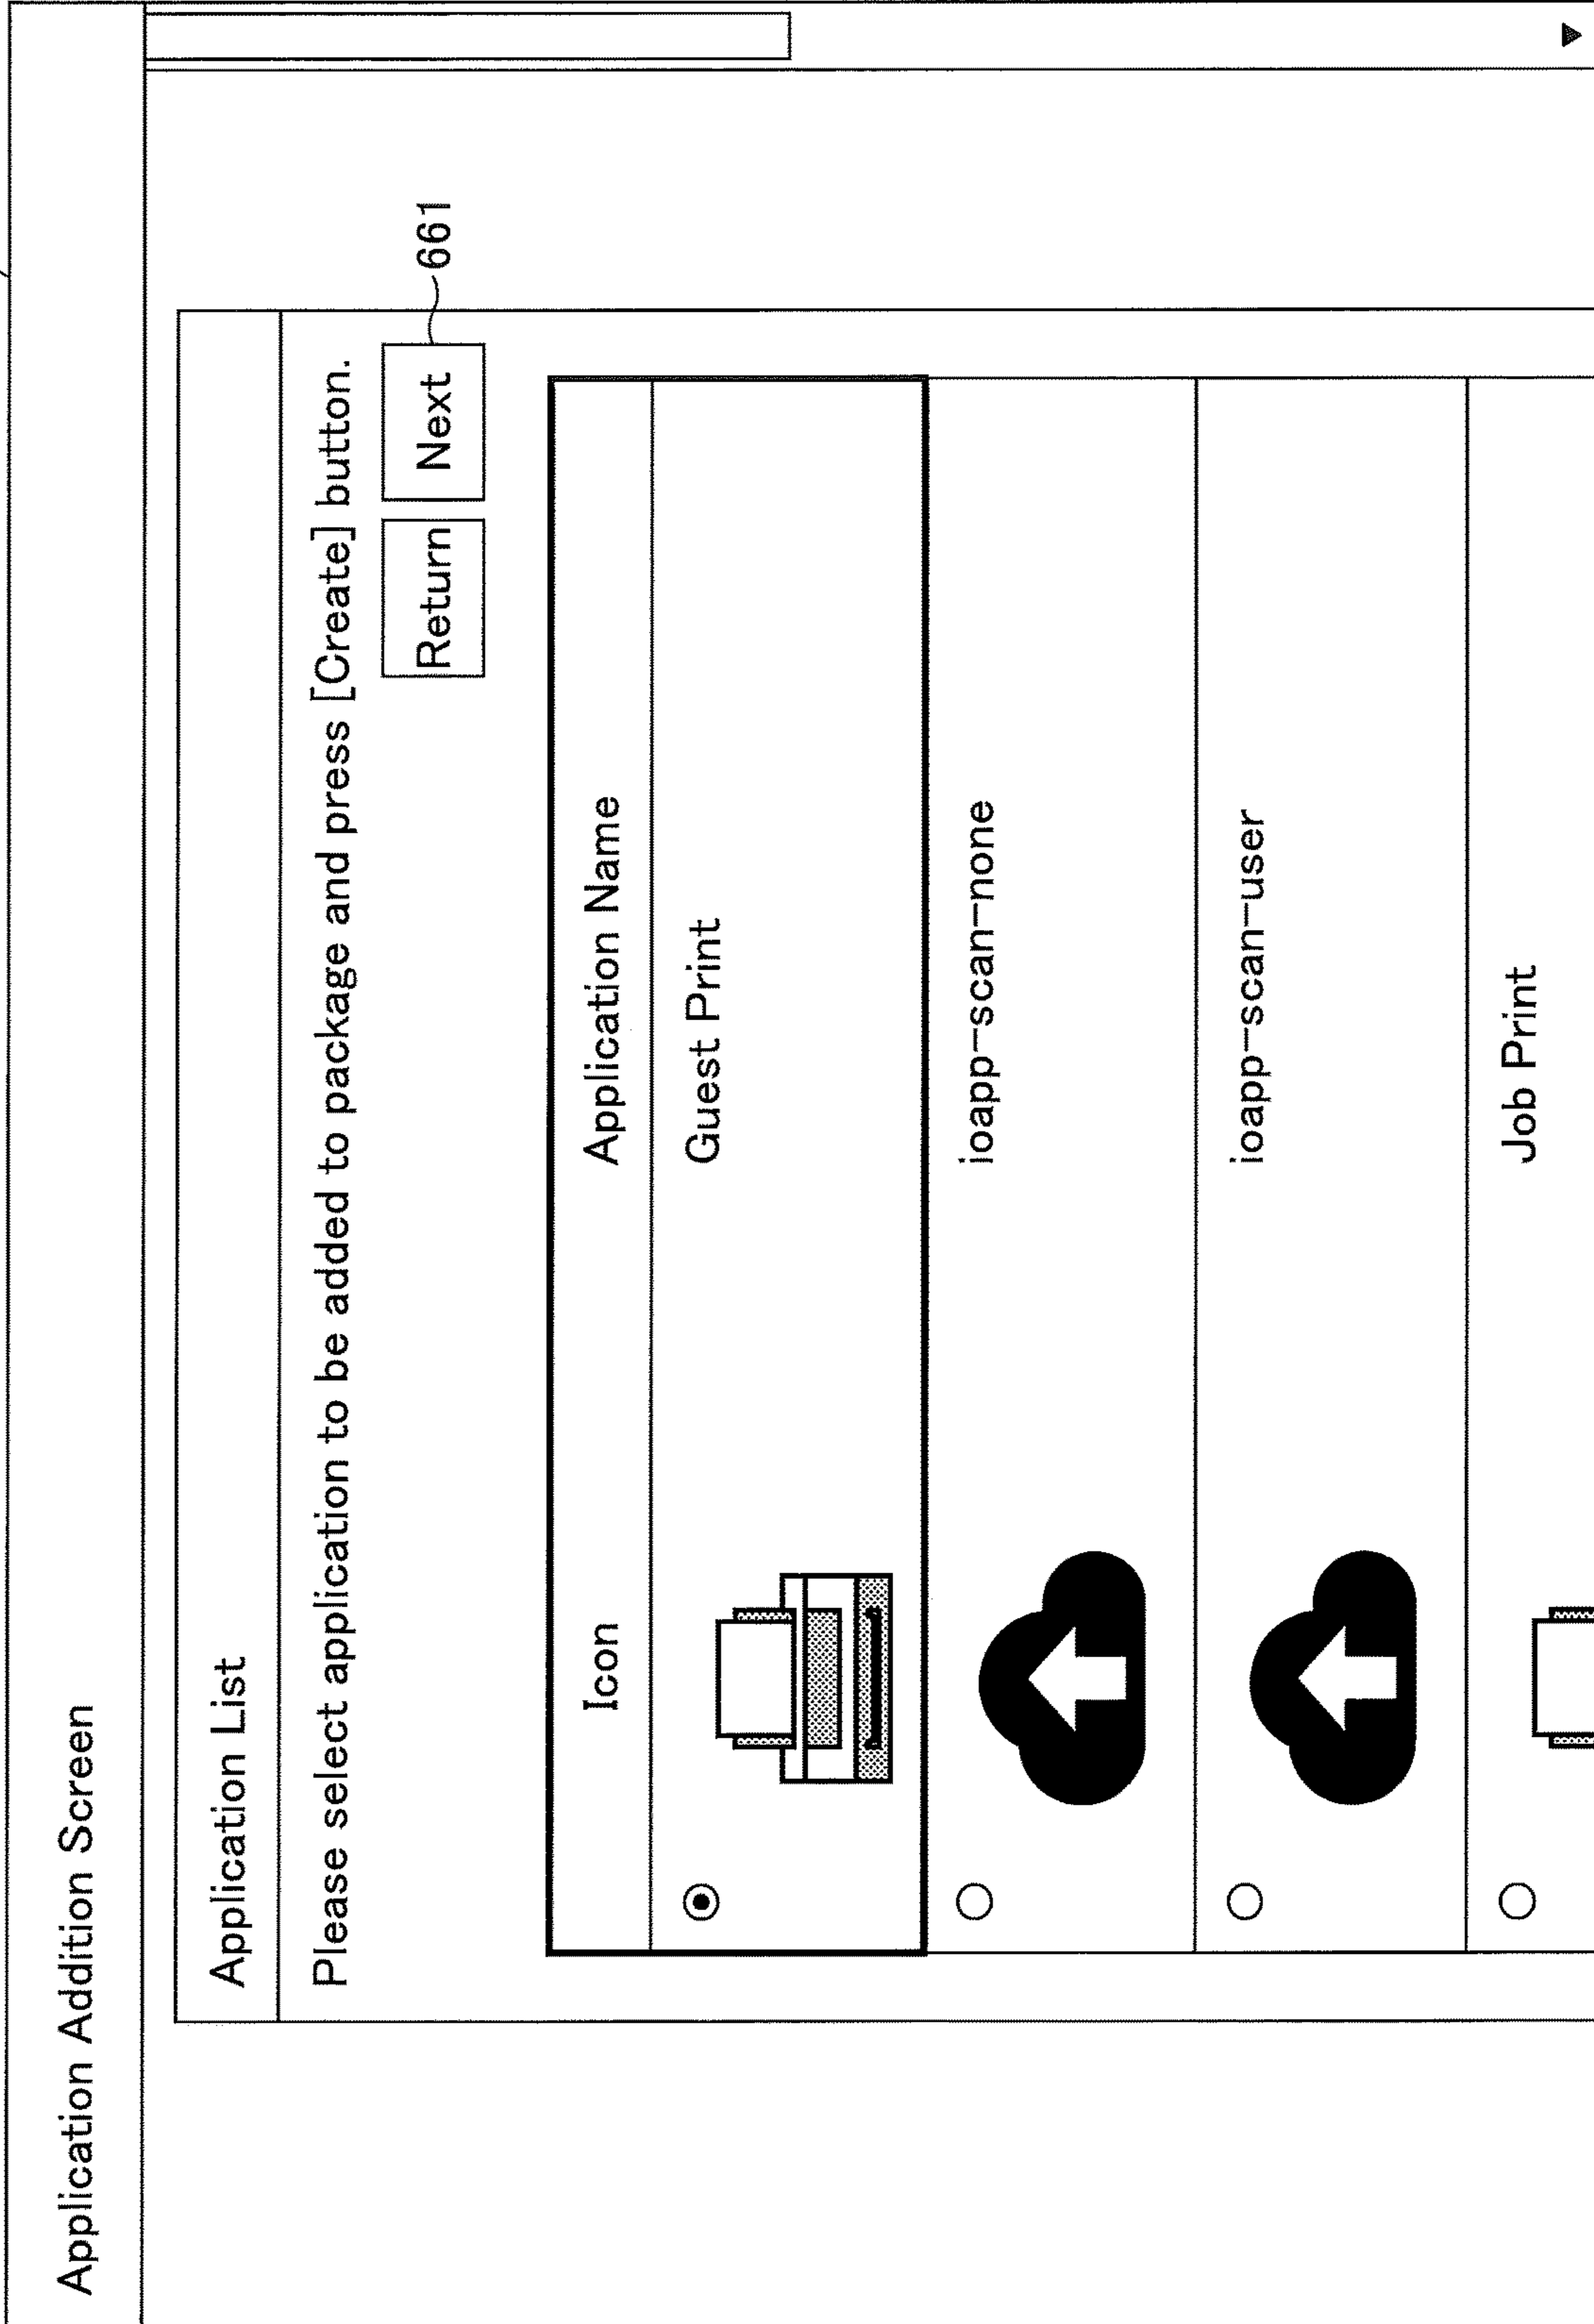 Application Addition Screen
Application List
Please select application to be added to package and press [Create] button.
Return Next 661
Icon Application Name
Guest Print
ioapp-scan-none
ioapp-scan-user
Job Print